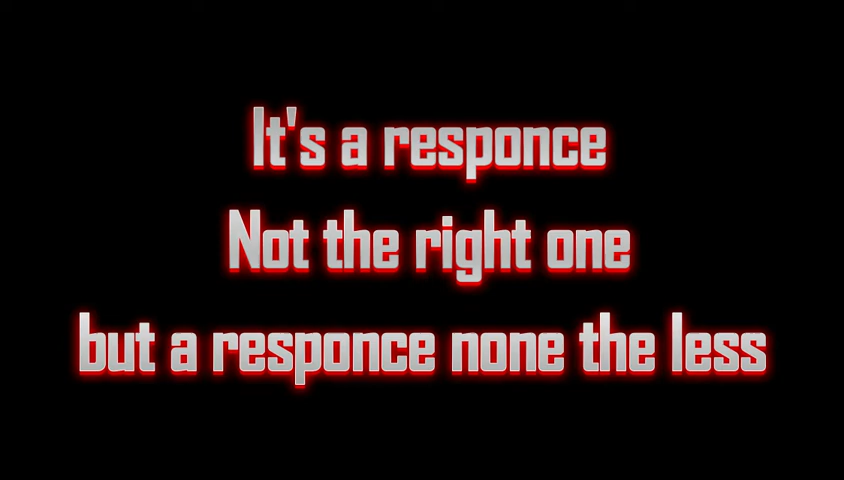 It's a responce
Not the right one
but a responce none the less